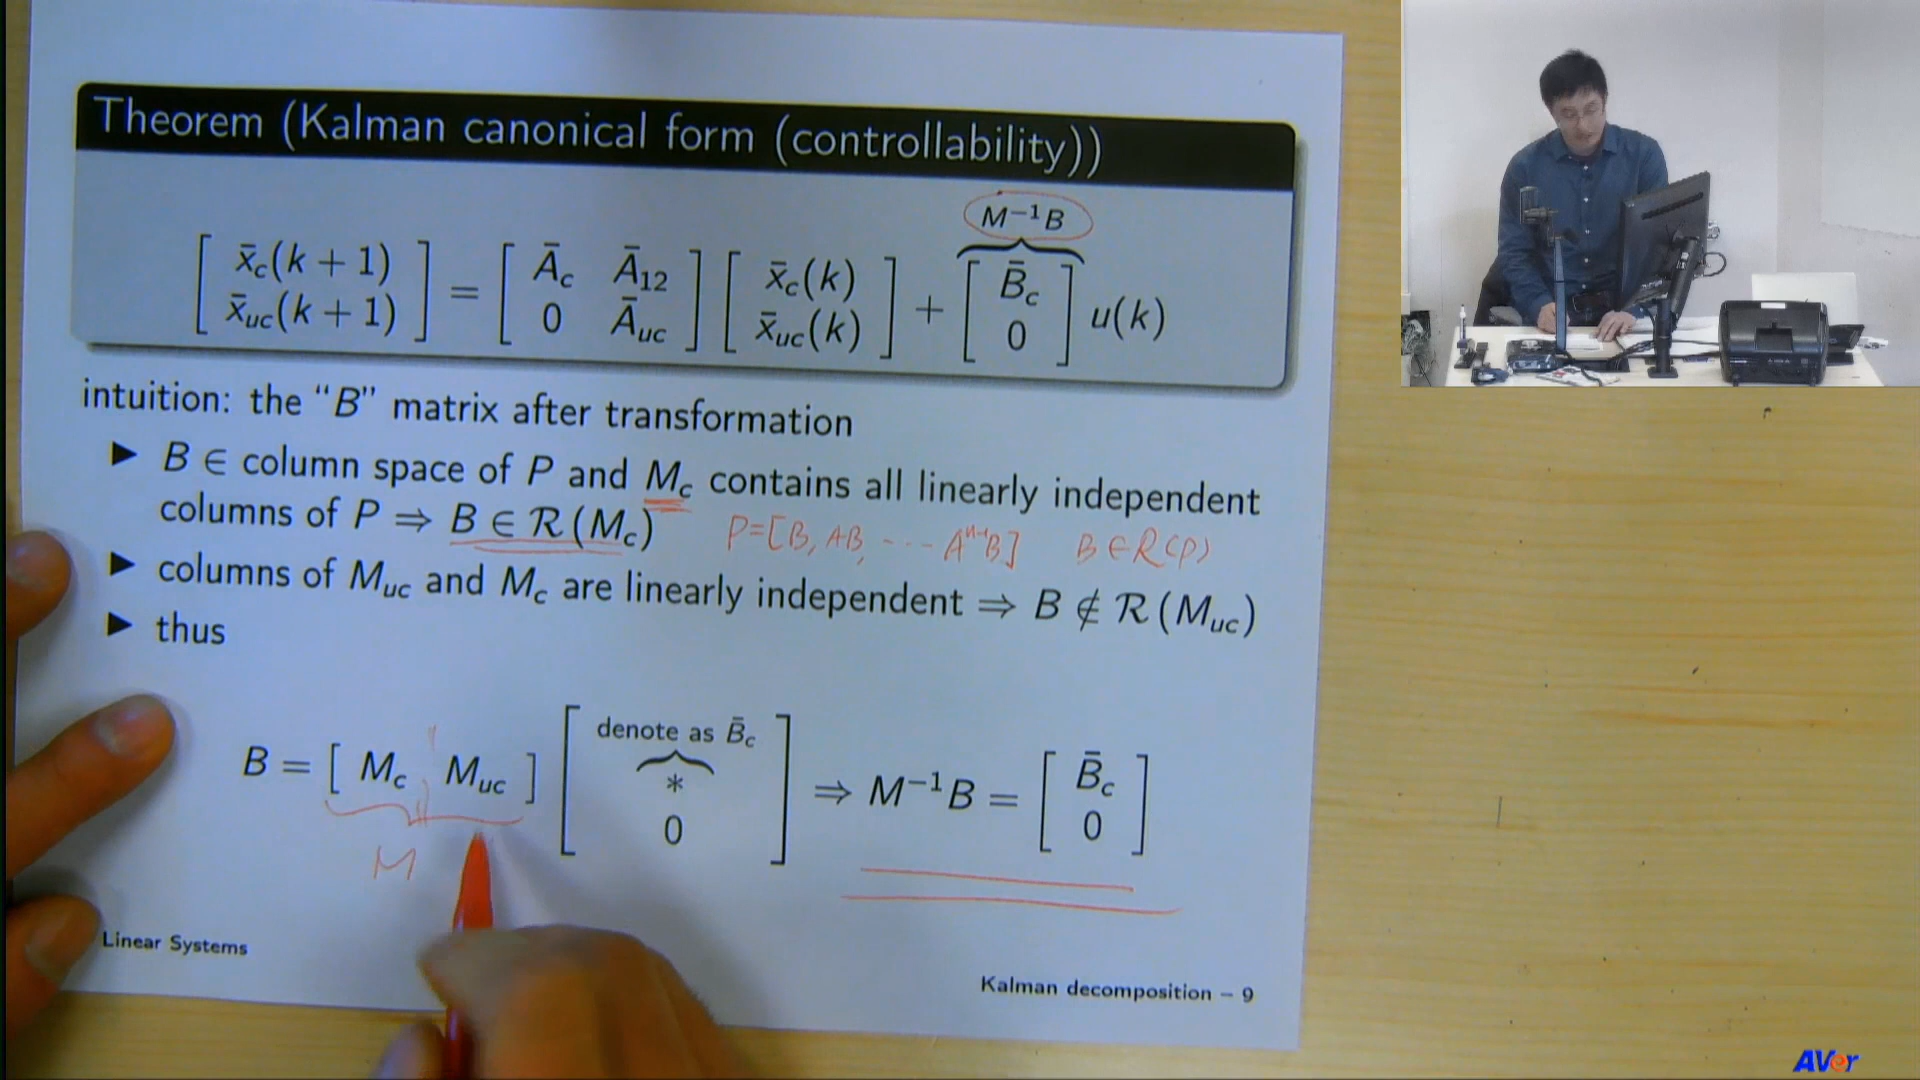 Theorem (Kalman canonical form (controllability))
M⁻¹B
[ x̄c(k + 1) x̄uc(k + 1) ] = [ Āc Ā12 0 Āuc ] [ x̄c(k) x̄uc(k) ] + [ B̄c 0 ] u(k)
intuition: the “B” matrix after transformation
▶ B ∈ column space of P and Mc contains all linearly independent
columns of P ⇒ B ∈ R(Mc) P=[B, AB, ... Aⁿ⁻¹B] B∈R(P)
▶ columns of Muc and Mc are linearly independent ⇒ B ∉ R(Muc)
▶ thus
denote as B̄c
B = [ Mc Muc ] [ * 0 ] ⇒ M⁻¹B = [ B̄c 0 ]
M
Linear Systems
Kalman decomposition – 9
AVer